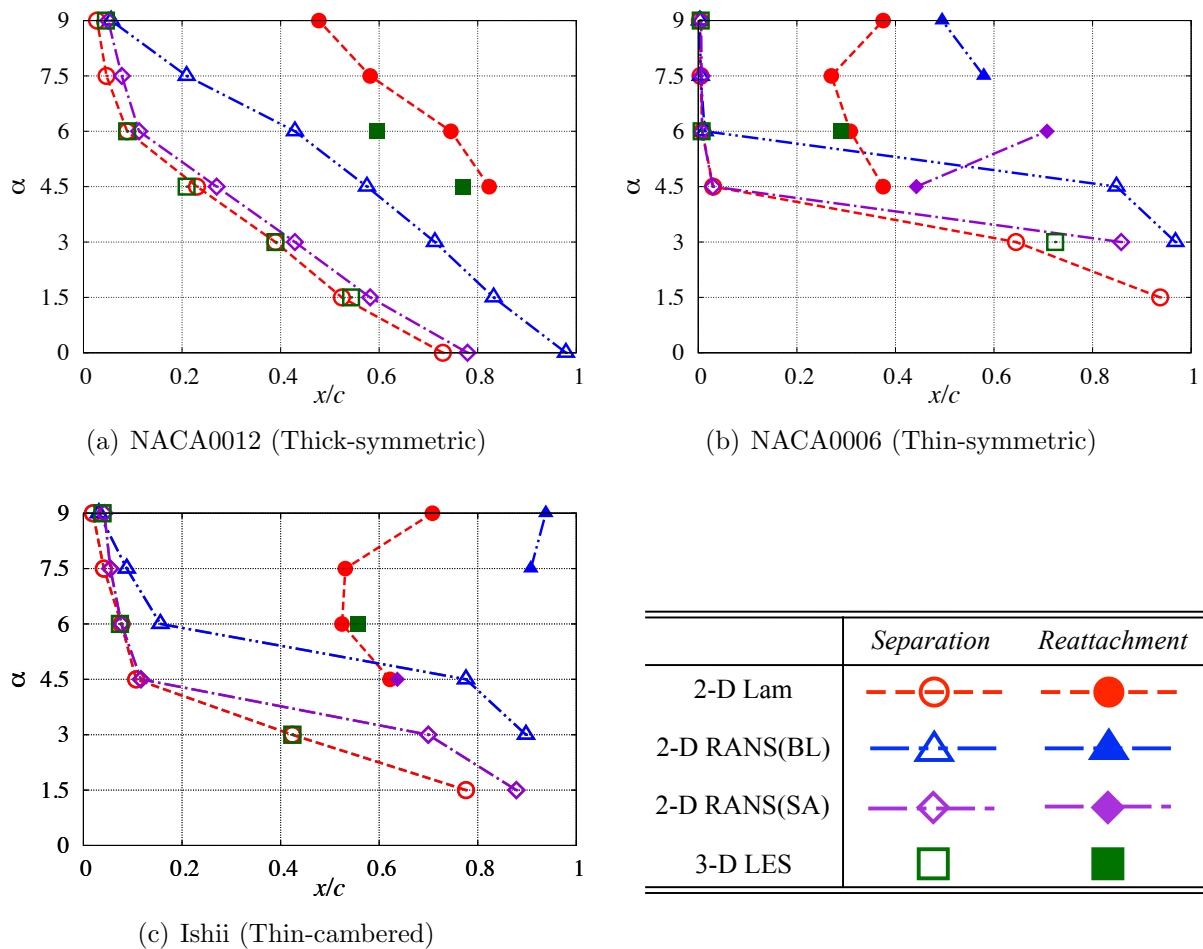 9
7.5
6
4.5
3
1.5
0
α
0 0.2 0.4 0.6 0.8 1
x/c
(a) NACA0012 (Thick-symmetric)
9
7.5
6
4.5
3
1.5
0
α
0 0.2 0.4 0.6 0.8 1
x/c
(b) NACA0006 (Thin-symmetric)
9
7.5
6
4.5
3
1.5
0
α
0 0.2 0.4 0.6 0.8 1
x/c
(c) Ishii (Thin-cambered)
Separation Reattachment
2-D Lam
2-D RANS(BL)
2-D RANS(SA)
3-D LES